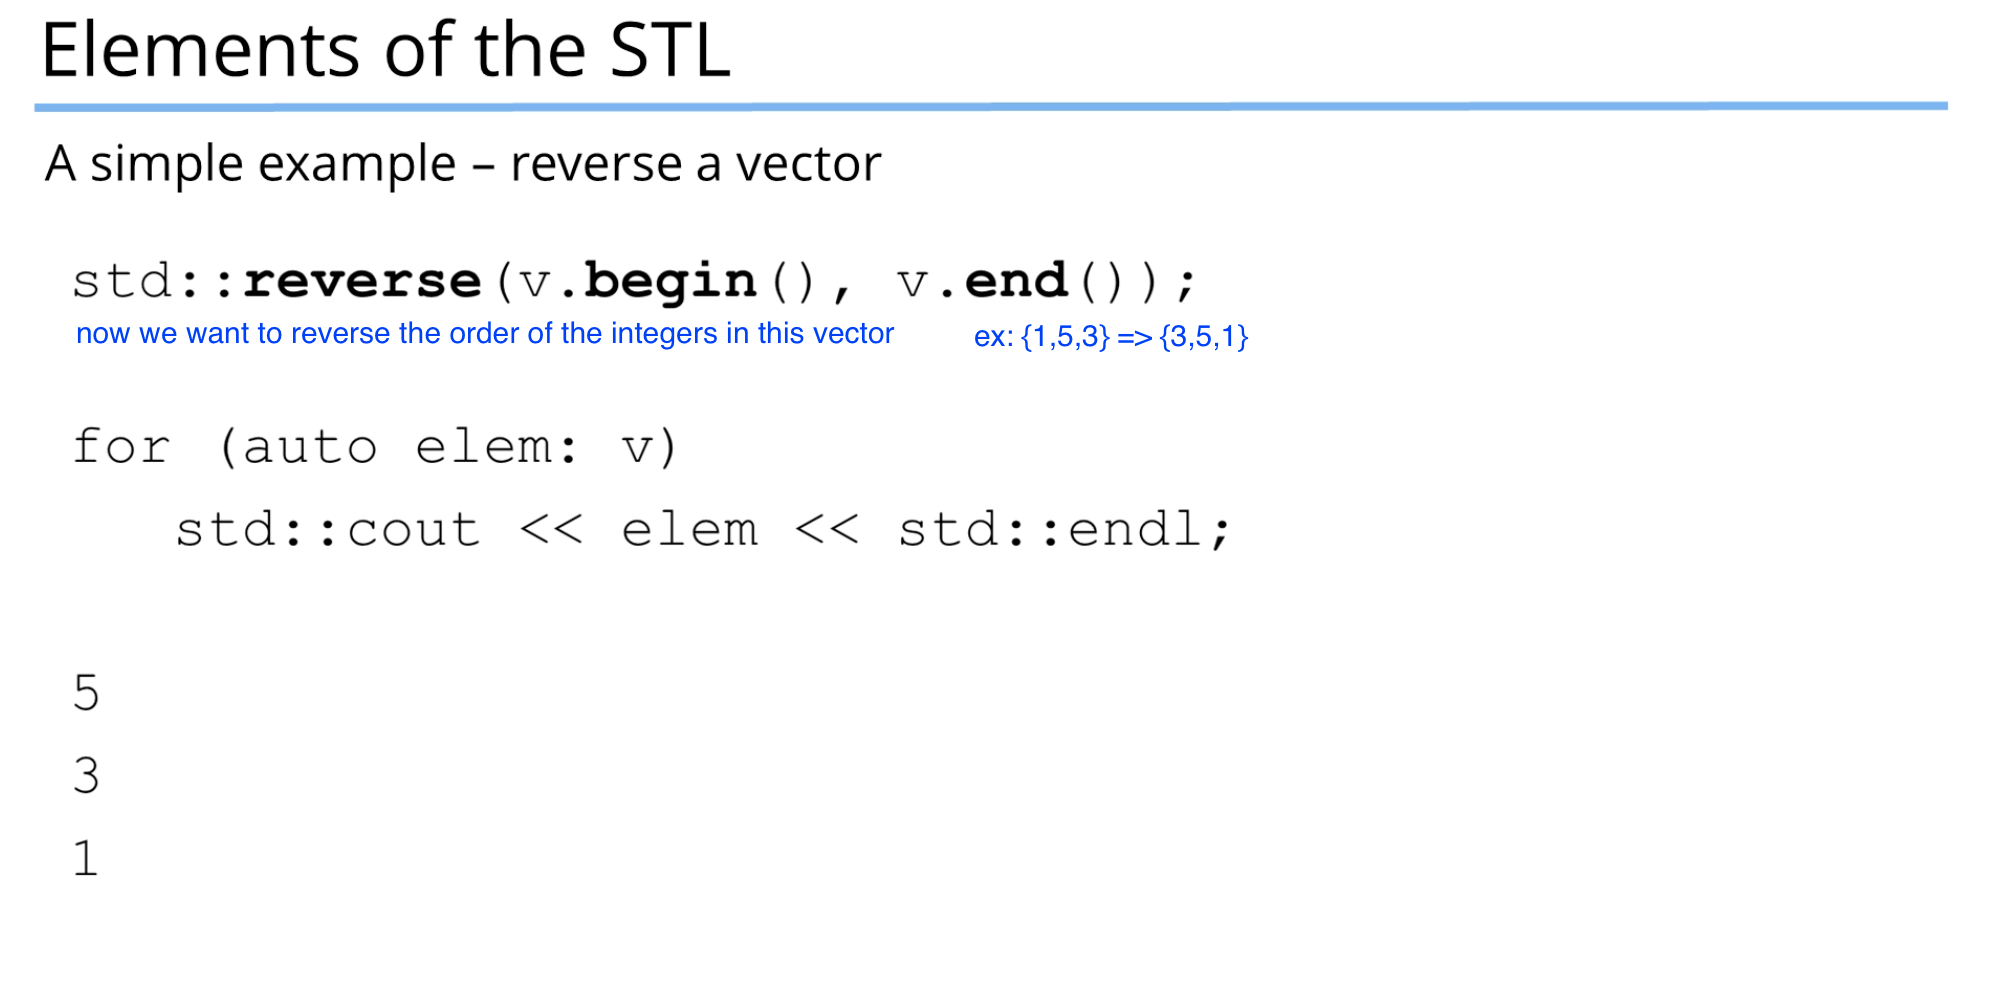 Elements of the STL
A simple example – reverse a vector
std::reverse(v.begin(), v.end());
now we want to reverse the order of the integers in this vector ex: {1,5,3} => {3,5,1}
for (auto elem: v)
std::cout << elem << std::endl;
5
3
1